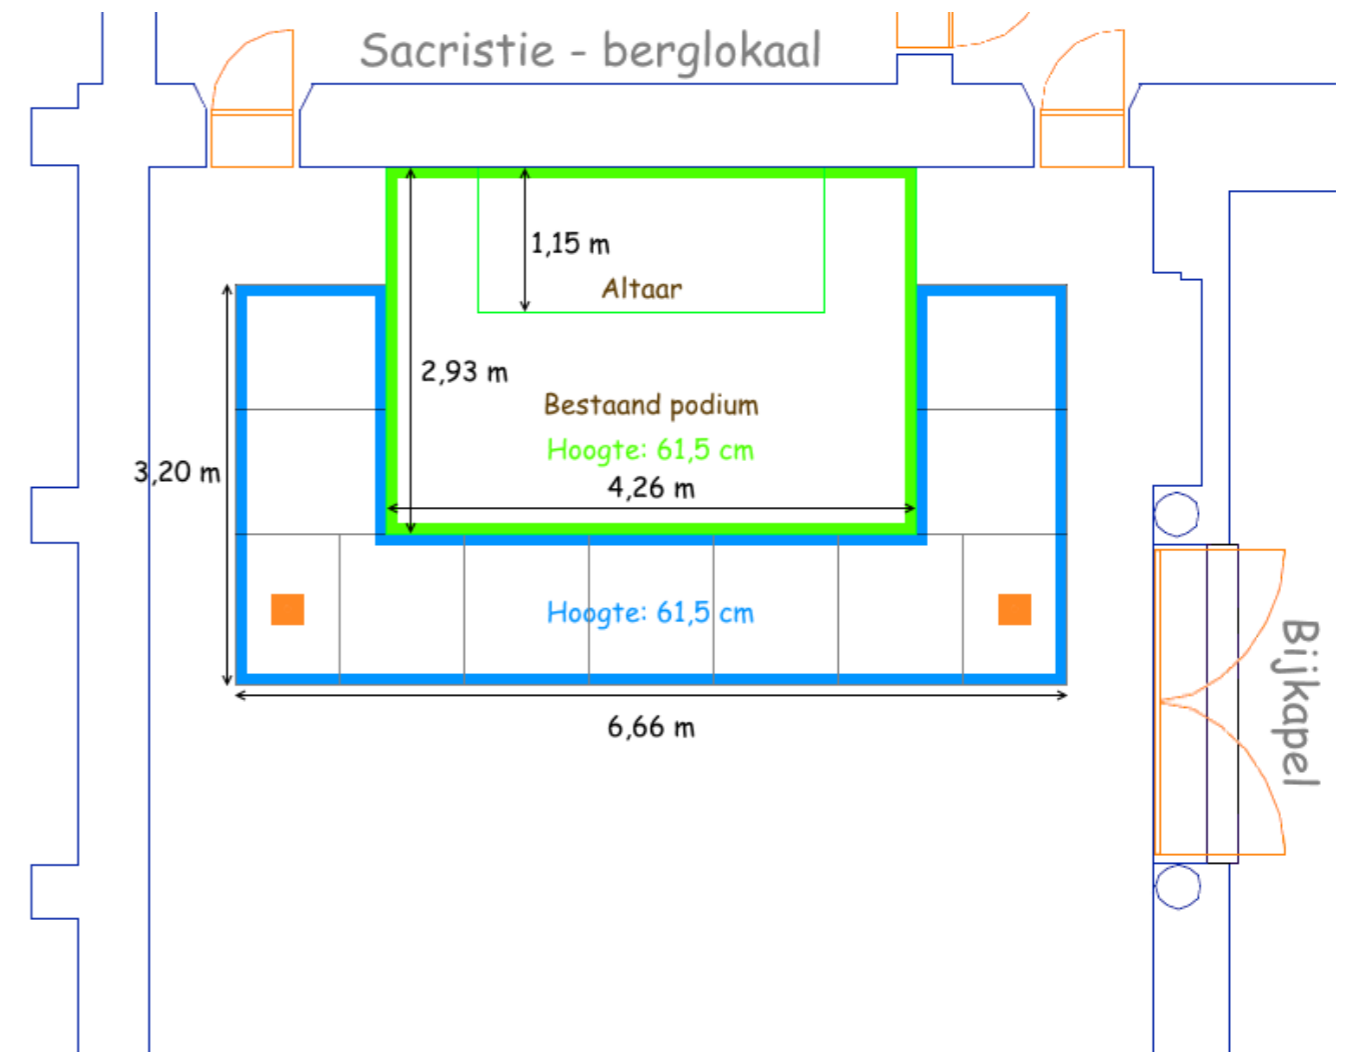 Sacristie - berglokaal
1,15 m
Altaar
2,93 m
Bestaand podium
Hoogte: 61,5 cm
3,20 m
4,26 m
Hoogte: 61,5 cm
6,66 m
Bijkapel